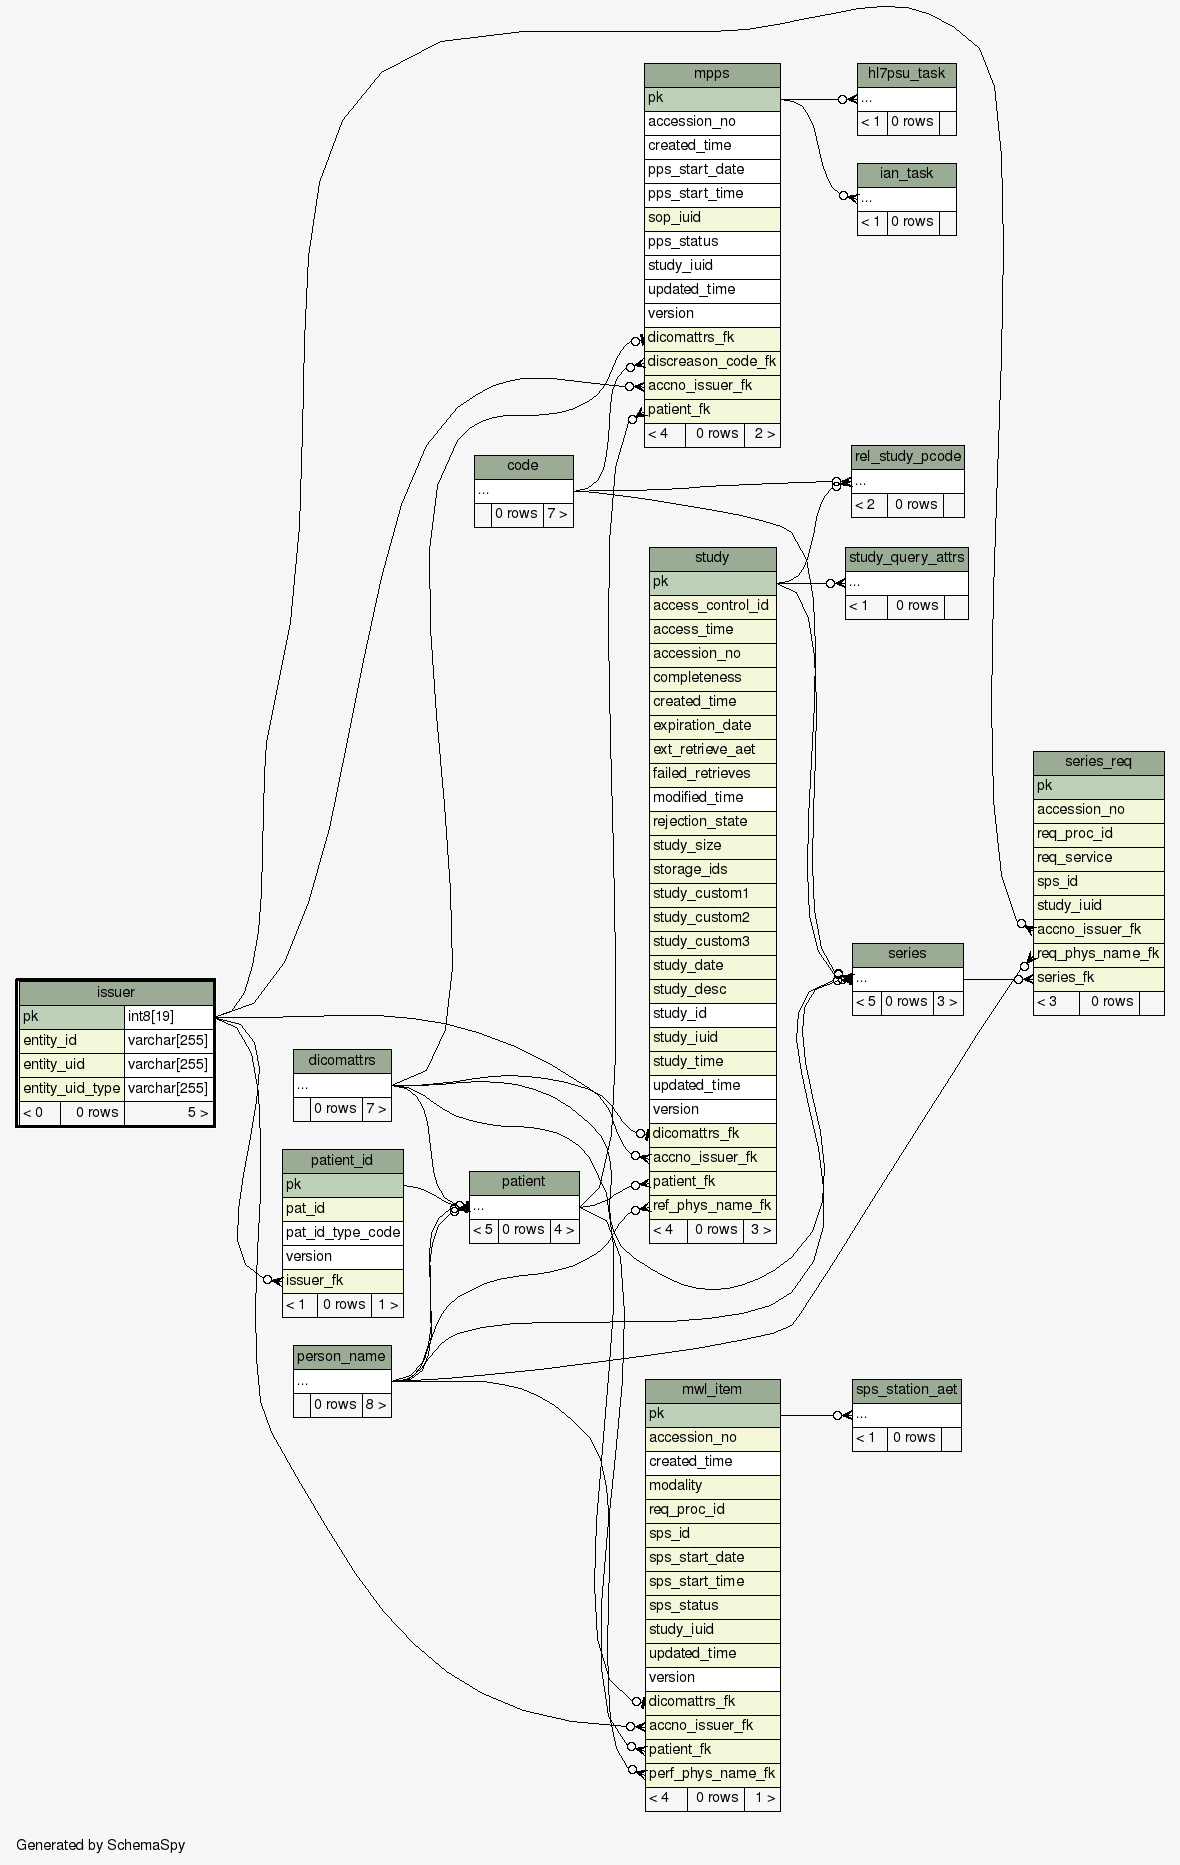 mpps
pk
accession_no
created_time
pps_start_date
pps_start_time
sop_iuid
pps_status
study_iuid
updated_time
version
dicomattrs_fk
discreason_code_fk
accno_issuer_fk
patient_fk
< 4 0 rows 2 >
hl7psu_task
...
< 1 0 rows
ian_task
...
< 1 0 rows
code
...
0 rows 7 >
rel_study_pcode
...
< 2 0 rows
study_query_attrs
...
< 1 0 rows
study
pk
access_control_id
access_time
accession_no
completeness
created_time
expiration_date
ext_retrieve_aet
failed_retrieves
modified_time
rejection_state
study_size
storage_ids
study_custom1
study_custom2
study_custom3
study_date
study_desc
study_id
study_iuid
study_time
updated_time
version
dicomattrs_fk
accno_issuer_fk
patient_fk
ref_phys_name_fk
< 4 0 rows 3 >
series_req
pk
accession_no
req_proc_id
req_service
sps_id
study_iuid
accno_issuer_fk
req_phys_name_fk
series_fk
< 3 0 rows
series
...
< 5 0 rows 3 >
issuer
pk int8[19]
entity_id varchar[255]
entity_uid varchar[255]
entity_uid_type varchar[255]
< 0 0 rows 5 >
dicomattrs
...
0 rows 7 >
patient_id
pk
pat_id
pat_id_type_code
version
issuer_fk
< 1 0 rows 1 >
patient
...
< 5 0 rows 4 >
person_name
...
0 rows 8 >
mwl_item
pk
accession_no
created_time
modality
req_proc_id
sps_id
sps_start_date
sps_start_time
sps_status
study_iuid
updated_time
version
dicomattrs_fk
accno_issuer_fk
patient_fk
perf_phys_name_fk
< 4 0 rows 1 >
sps_station_aet
...
< 1 0 rows
Generated by SchemaSpy